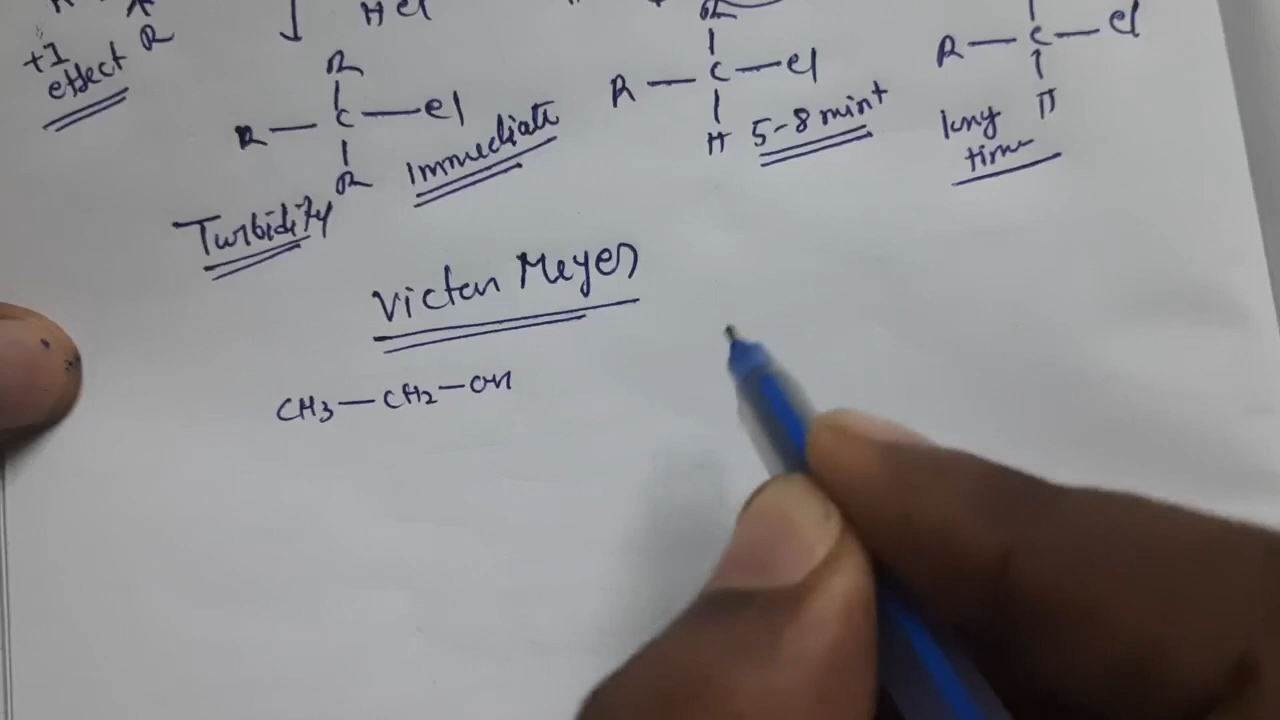 +I
effect
R
HCl
R
R — C — Cl
R
Turbidity
Immediate
R
R — C — Cl
H
5-8 mint
R — C — Cl
H
long
time
Victor Meyer
CH3 — CH2 — OH